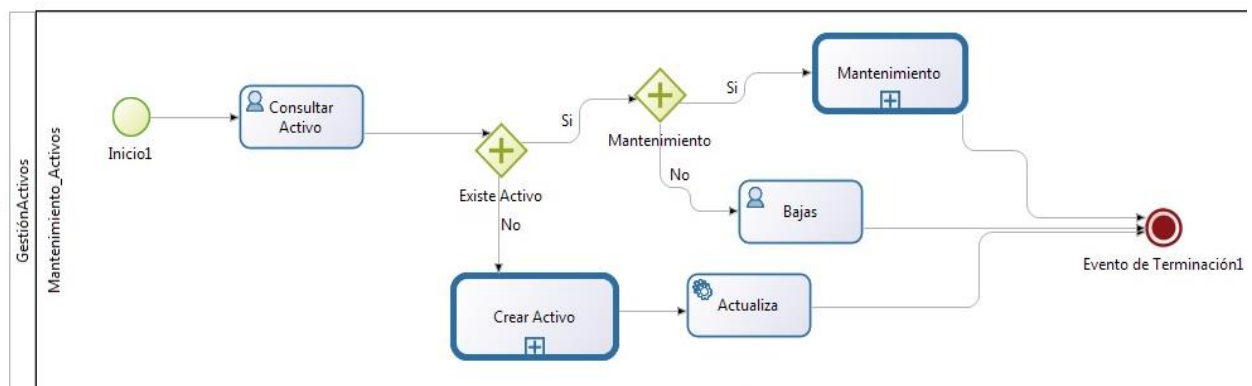 GestiónActivos
Mantenimiento_Activos
Inicio1
Consultar
Activo
Existe Activo
Si
No
Mantenimiento
Si
No
Mantenimiento
Bajas
Crear Activo
Actualiza
Evento de Terminación1